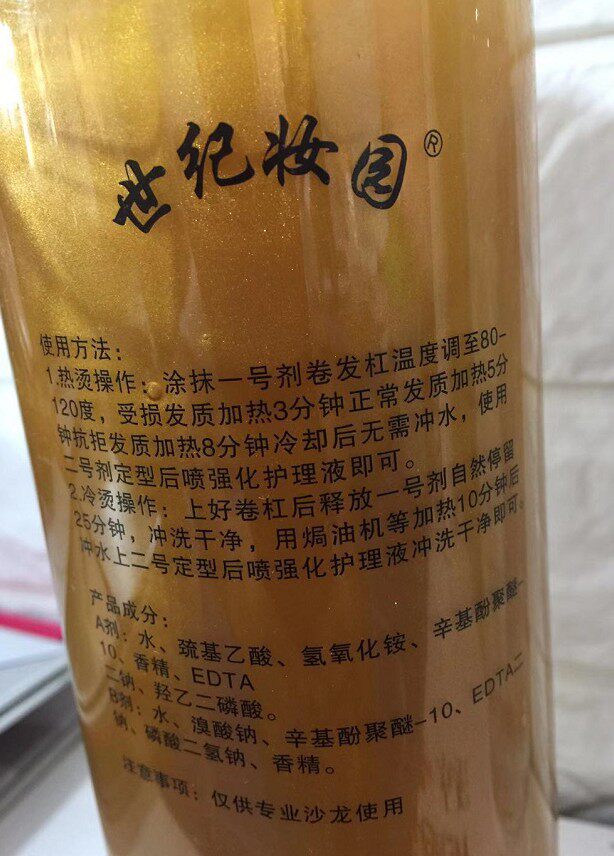 世纪妆园®
使用方法：
1.热烫操作：涂抹一号剂卷发杠温度调至80-
120度，受损发质加热3分钟正常发质加热5分
钟抗拒发质加热8分钟冷却后无需冲水，使用
二号剂定型后喷强化护理液即可。
2.冷烫操作：上好卷杠后释放一号剂自然停留
25分钟，冲洗干净，用焗油机等加热10分钟后
冲水上二号定型后喷强化护理液冲洗干净即可。
产品成分：
A剂：水、巯基乙酸、氢氧化铵、辛基酚聚醚-
10、香精、EDTA
二钠、羟乙二磷酸。
B剂：水、溴酸钠、辛基酚聚醚-10、EDTA二
钠、磷酸二氢钠、香精。
注意事项：仅供专业沙龙使用